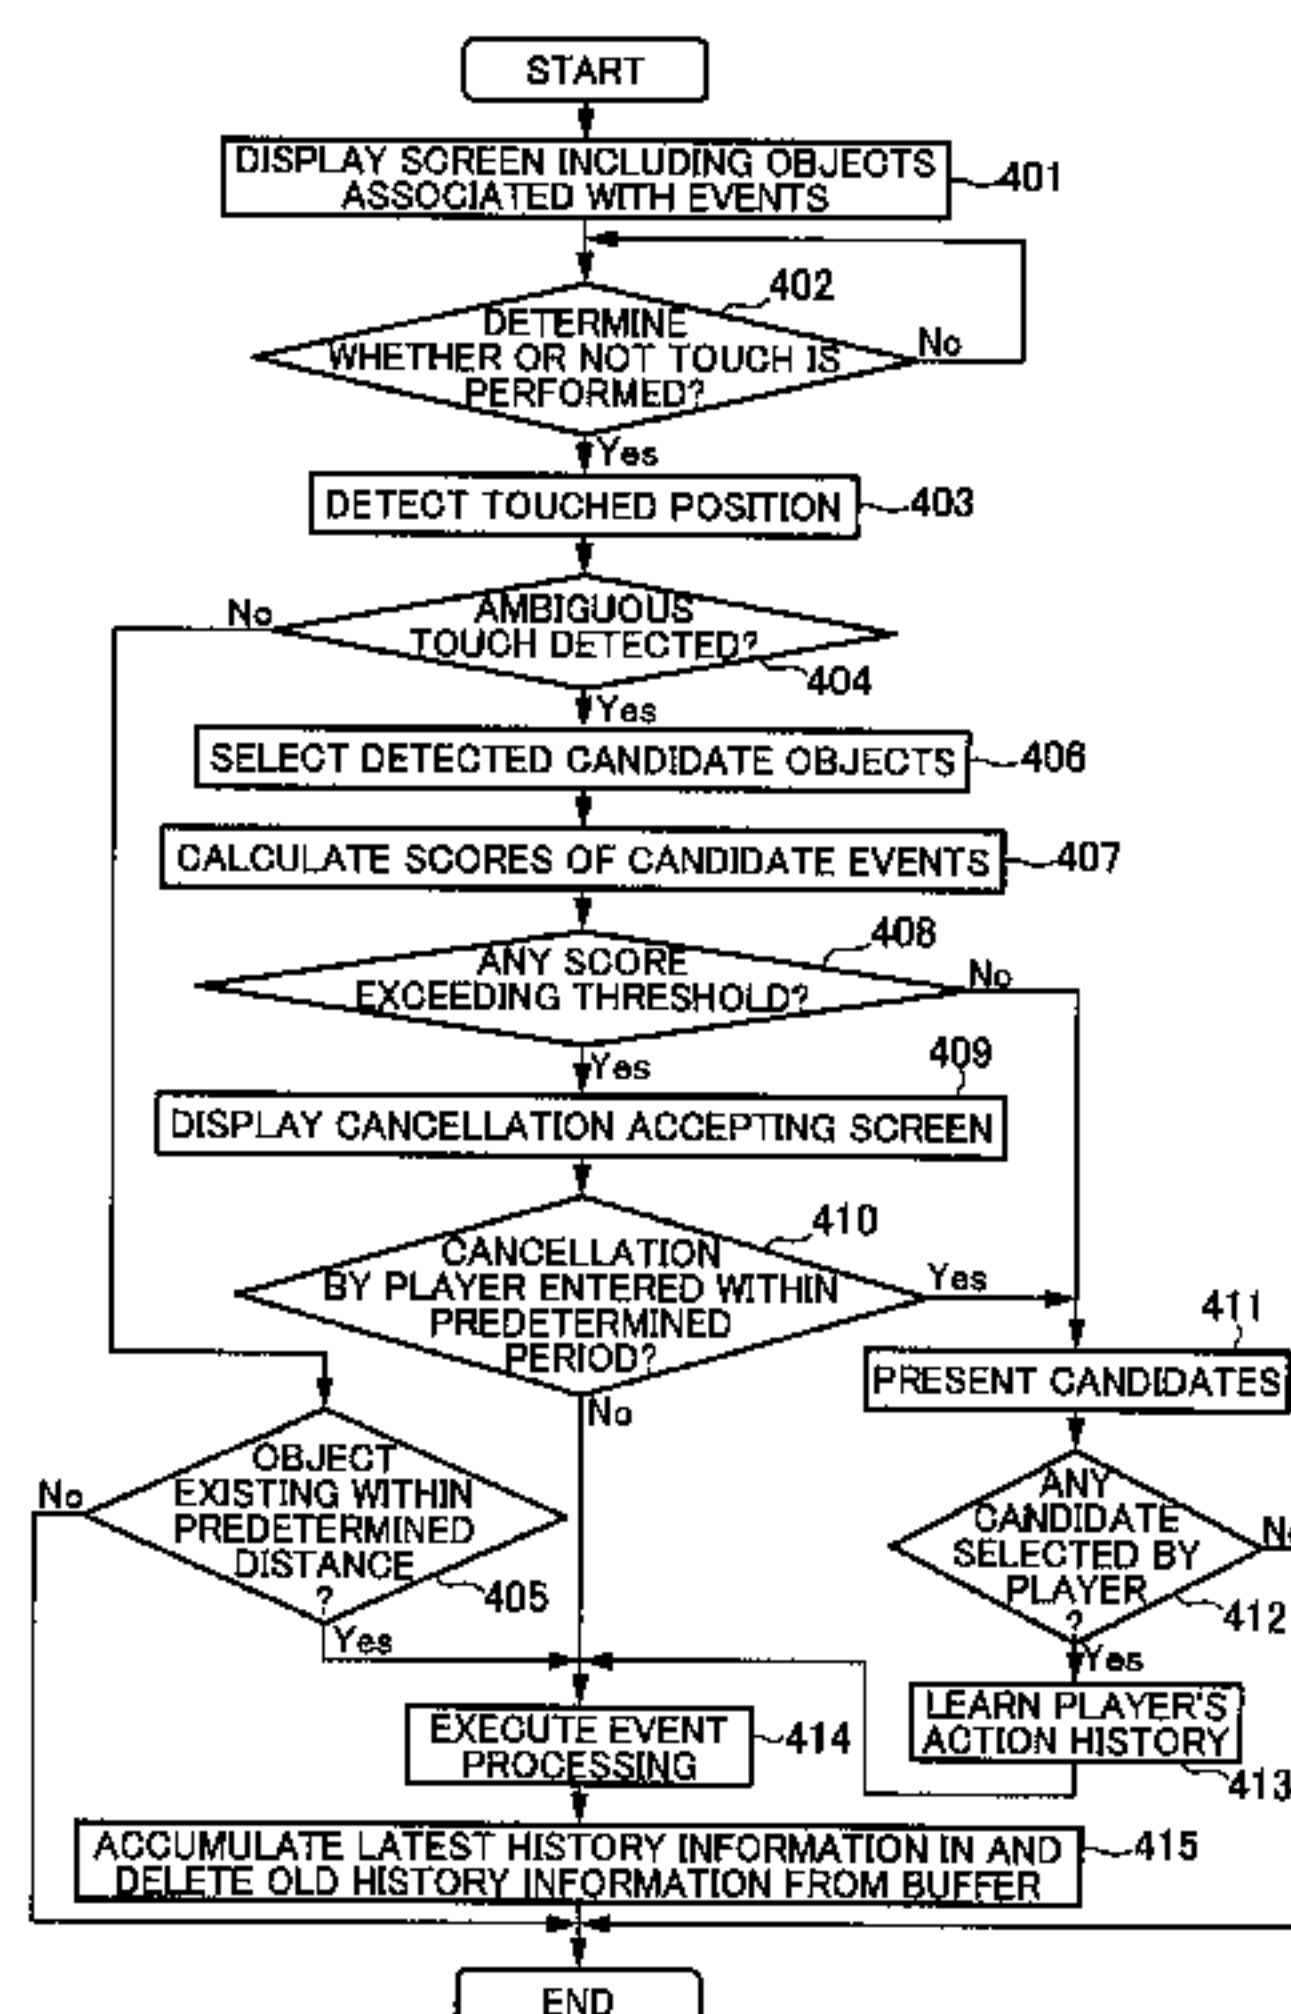 START
DISPLAY SCREEN INCLUDING OBJECTS
ASSOCIATED WITH EVENTS
401
402
DETERMINE
WHETHER OR NOT TOUCH IS
PERFORMED?
No
Yes
DETECT TOUCHED POSITION
403
No
AMBIGUOUS
TOUCH DETECTED?
404
Yes
SELECT DETECTED CANDIDATE OBJECTS
406
CALCULATE SCORES OF CANDIDATE EVENTS
407
408
ANY SCORE
EXCEEDING THRESHOLD?
No
Yes
409
DISPLAY CANCELLATION ACCEPTING SCREEN
410
CANCELLATION
BY PLAYER ENTERED WITHIN
PREDETERMINED
PERIOD?
Yes
No
411
PRESENT CANDIDATES
OBJECT
EXISTING WITHIN
PREDETERMINED
DISTANCE
?
No
405
Yes
ANY
CANDIDATE
SELECTED BY
PLAYER
?
No
412
Yes
LEARN PLAYER'S
ACTION HISTORY
413
EXECUTE EVENT
PROCESSING
414
ACCUMULATE LATEST HISTORY INFORMATION IN AND
DELETE OLD HISTORY INFORMATION FROM BUFFER
415
END